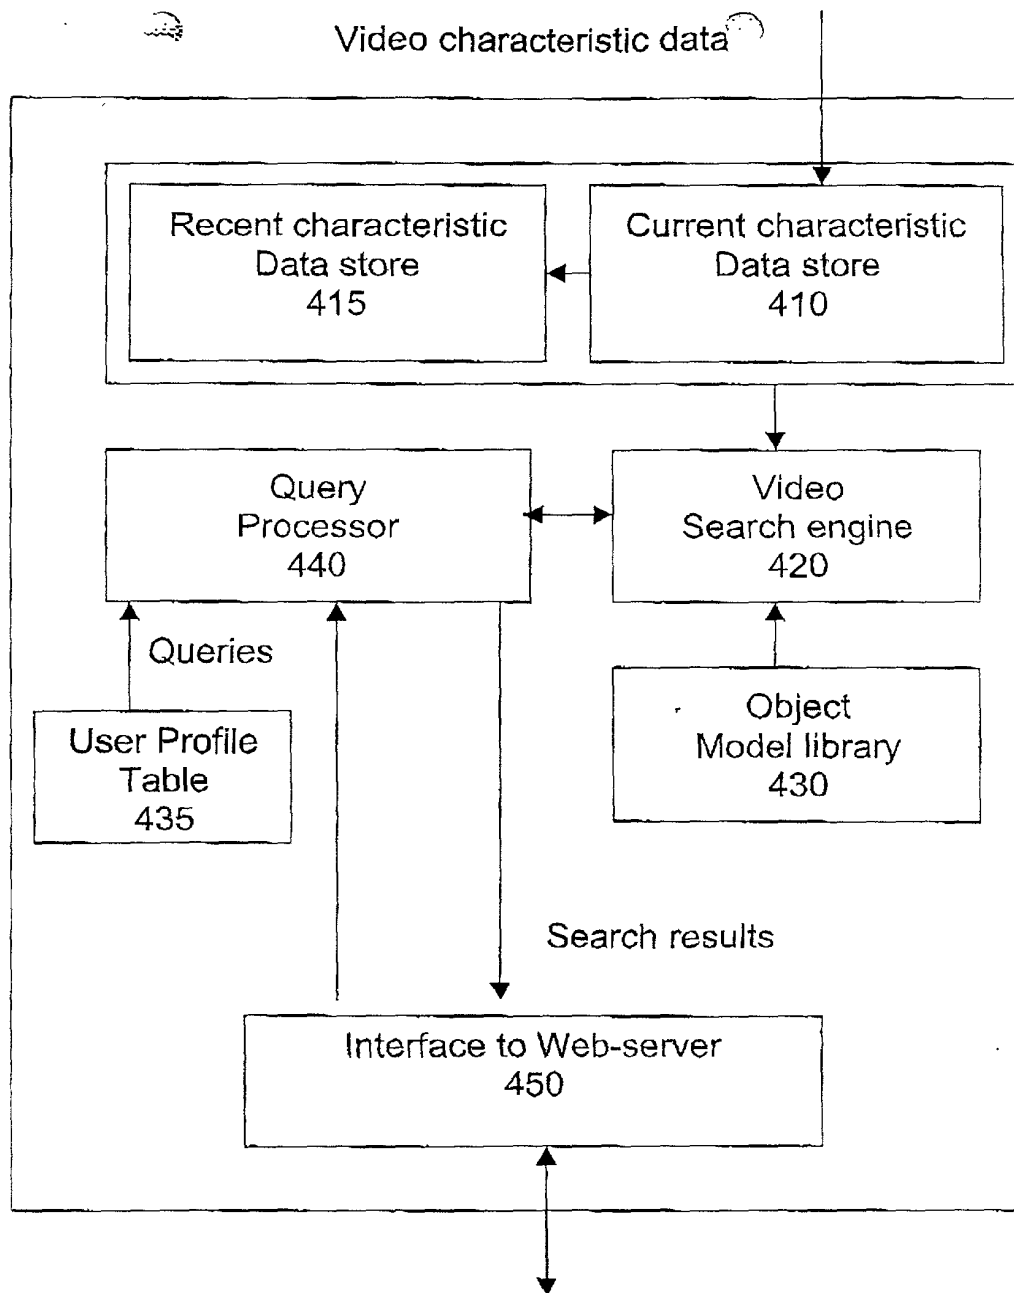 Video characteristic data
Recent characteristic
Data store
415
Current characteristic
Data store
410
Query
Processor
440
Video
Search engine
420
Queries
User Profile
Table
435
Object
Model library
430
Search results
Interface to Web-server
450